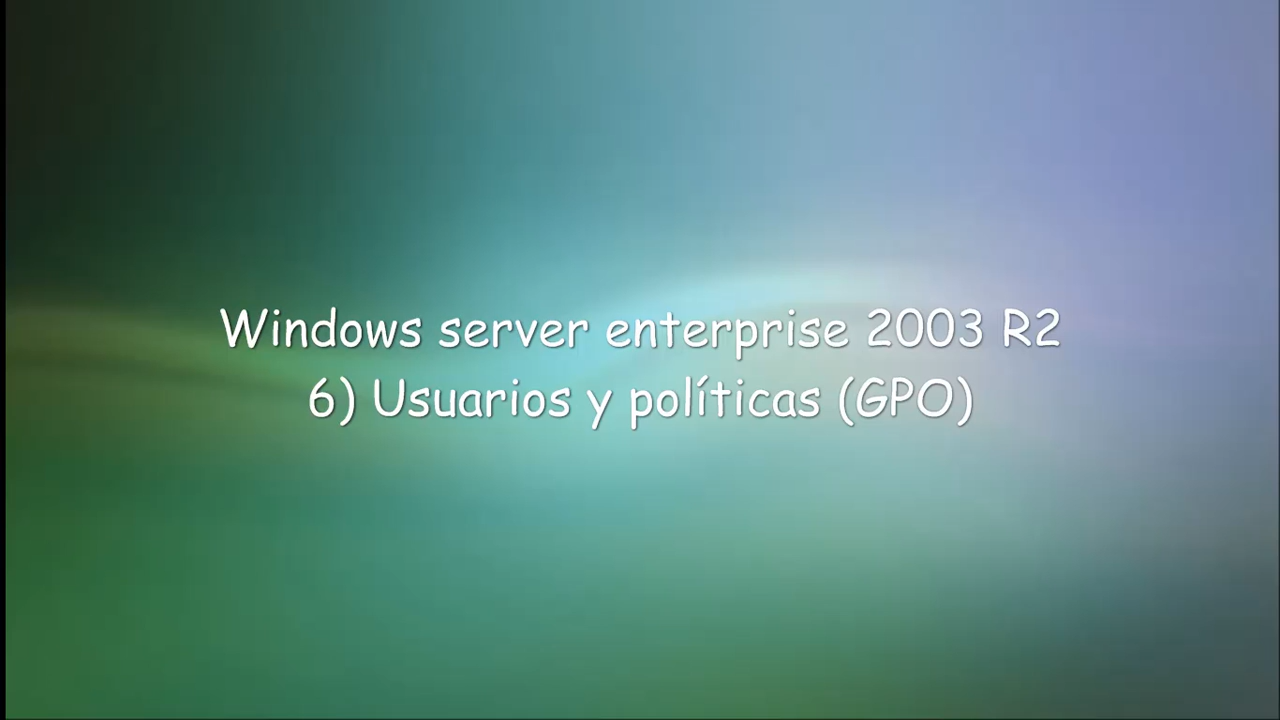 Windows server enterprise 2003 R2
6) Usuarios y políticas (GPO)